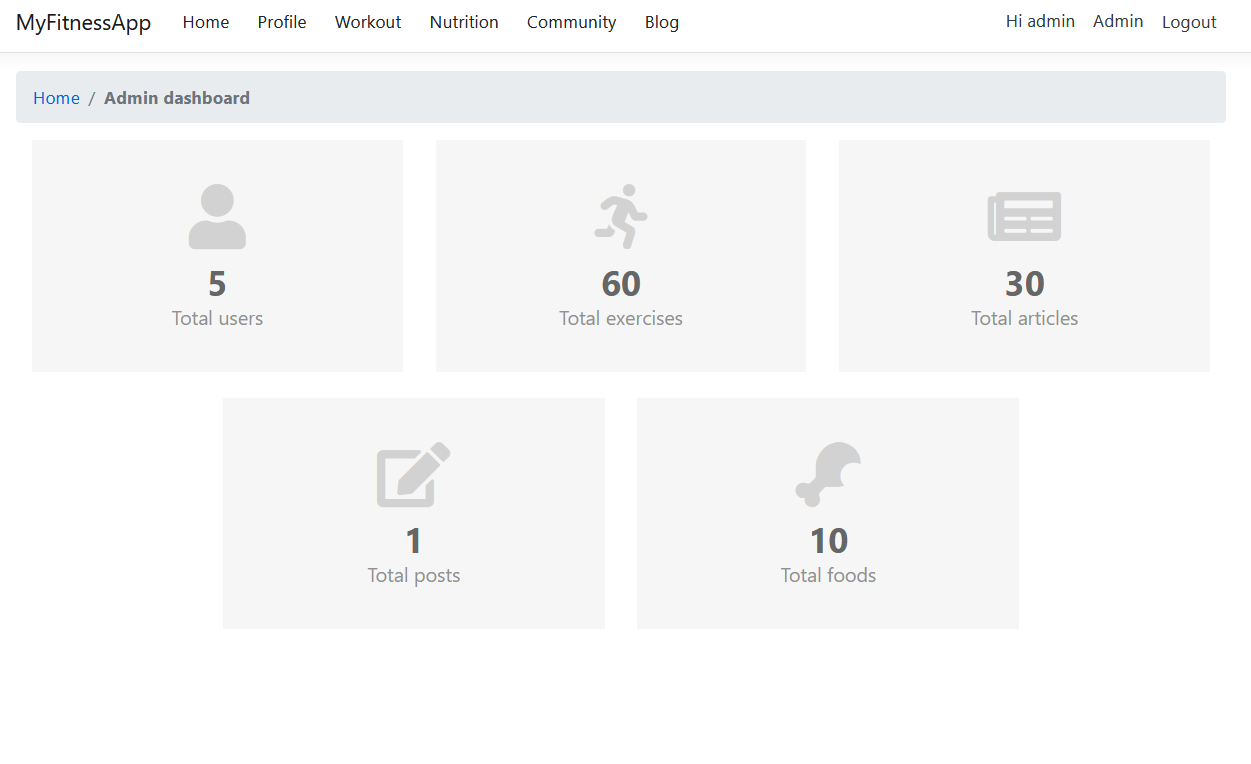 MyFitnessApp Home Profile Workout Nutrition Community Blog Hi admin Admin Logout
Home / Admin dashboard
5
Total users
60
Total exercises
30
Total articles
1
Total posts
10
Total foods